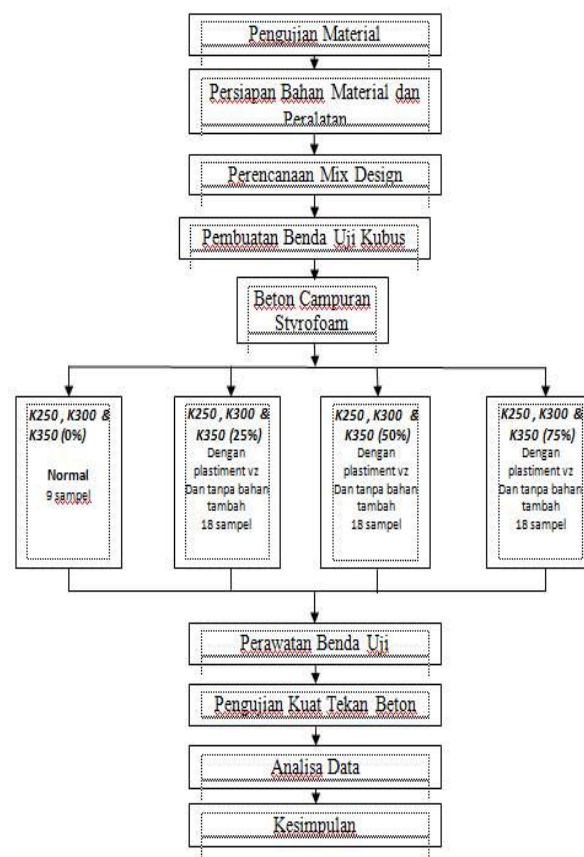 Pengujian Material
Persiapan Bahan Material dan
Peralatan
Perencanaan Mix Design
Pembuatan Benda Uji Kubus
Beton Campuran
Styrofoam
K250 , K300 &
K350 (0%)
Normal
9 sampel
K250 , K300 &
K350 (25%)
Dengan
plastiment vz
Dan tanpa bahan
tambah
18 sampel
K250 , K300 &
K350 (50%)
Dengan
plastiment vz
Dan tanpa bahan
tambah
18 sampel
K250 , K300 &
K350 (75%)
Dengan
plastiment vz
Dan tanpa bahan
tambah
18 sampel
Perawatan Benda Uji
Pengujian Kuat Tekan Beton
Analisa Data
Kesimpulan